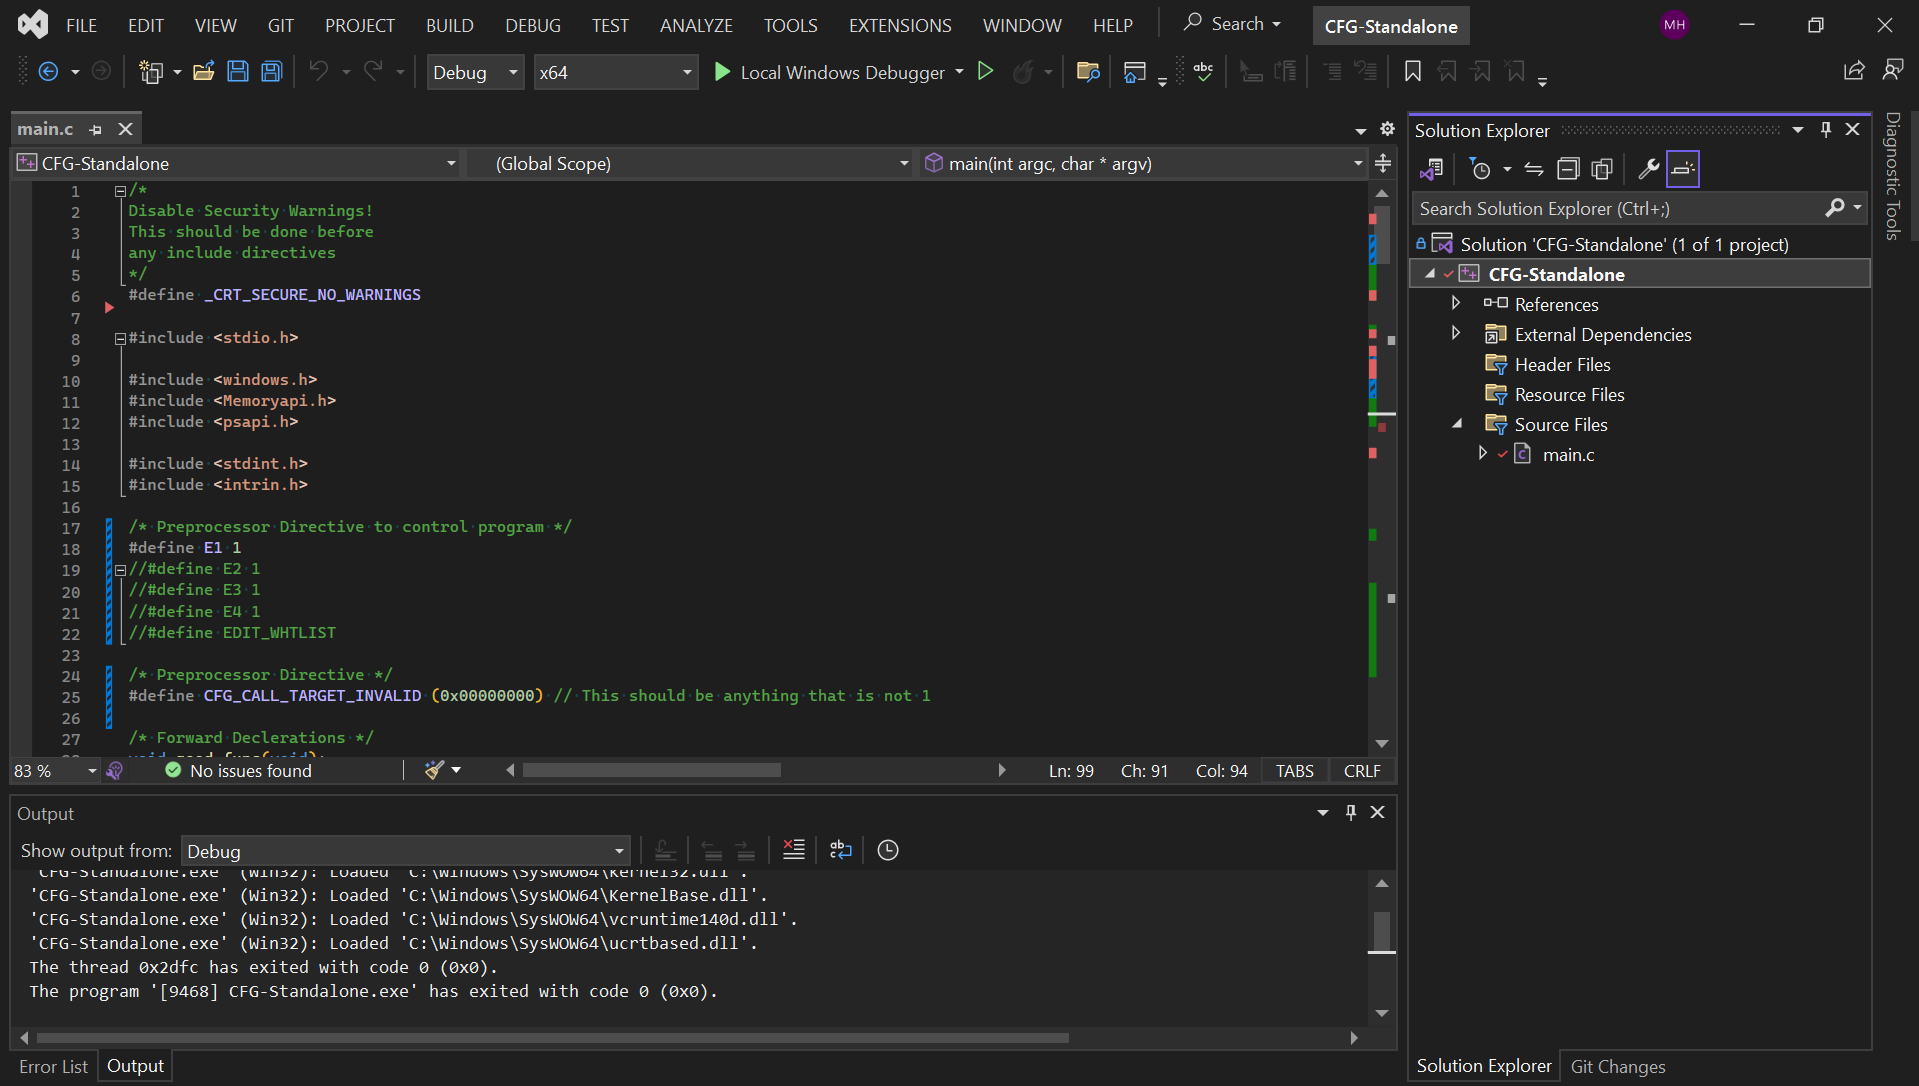 FILE EDIT VIEW GIT PROJECT BUILD DEBUG TEST ANALYZE TOOLS EXTENSIONS WINDOW HELP Search CFG-Standalone MH
Debug x64 Local Windows Debugger abc
main.c
CFG-Standalone (Global Scope) main(int argc, char * argv)
1 /*
2 Disable Security Warnings!
3 This should be done before
4 any include directives
5 */
6 #define _CRT_SECURE_NO_WARNINGS
7
8 #include <stdio.h>
9
10 #include <windows.h>
11 #include <Memoryapi.h>
12 #include <psapi.h>
13
14 #include <stdint.h>
15 #include <intrin.h>
16
17 /* Preprocessor Directive to control program */
18 #define E1 1
19 //#define E2 1
20 //#define E3 1
21 //#define E4 1
22 //#define EDIT_WHTLIST
23
24 /* Preprocessor Directive */
25 #define CFG_CALL_TARGET_INVALID (0x00000000) // This should be anything that is not 1
26
27 /* Forward Declerations */
83 % No issues found Ln: 99 Ch: 91 Col: 94 TABS CRLF
Output
Show output from: Debug
'CFG-Standalone.exe' (Win32): Loaded 'C:\Windows\SysWOW64\kernel32.dll'.
'CFG-Standalone.exe' (Win32): Loaded 'C:\Windows\SysWOW64\KernelBase.dll'.
'CFG-Standalone.exe' (Win32): Loaded 'C:\Windows\SysWOW64\vcruntime140d.dll'.
'CFG-Standalone.exe' (Win32): Loaded 'C:\Windows\SysWOW64\ucrtbased.dll'.
The thread 0x2dfc has exited with code 0 (0x0).
The program '[9468] CFG-Standalone.exe' has exited with code 0 (0x0).
Error List Output
Solution Explorer
Search Solution Explorer (Ctrl+;)
Solution 'CFG-Standalone' (1 of 1 project)
CFG-Standalone
References
External Dependencies
Header Files
Resource Files
Source Files
main.c
Solution Explorer Git Changes
Diagnostic Tools